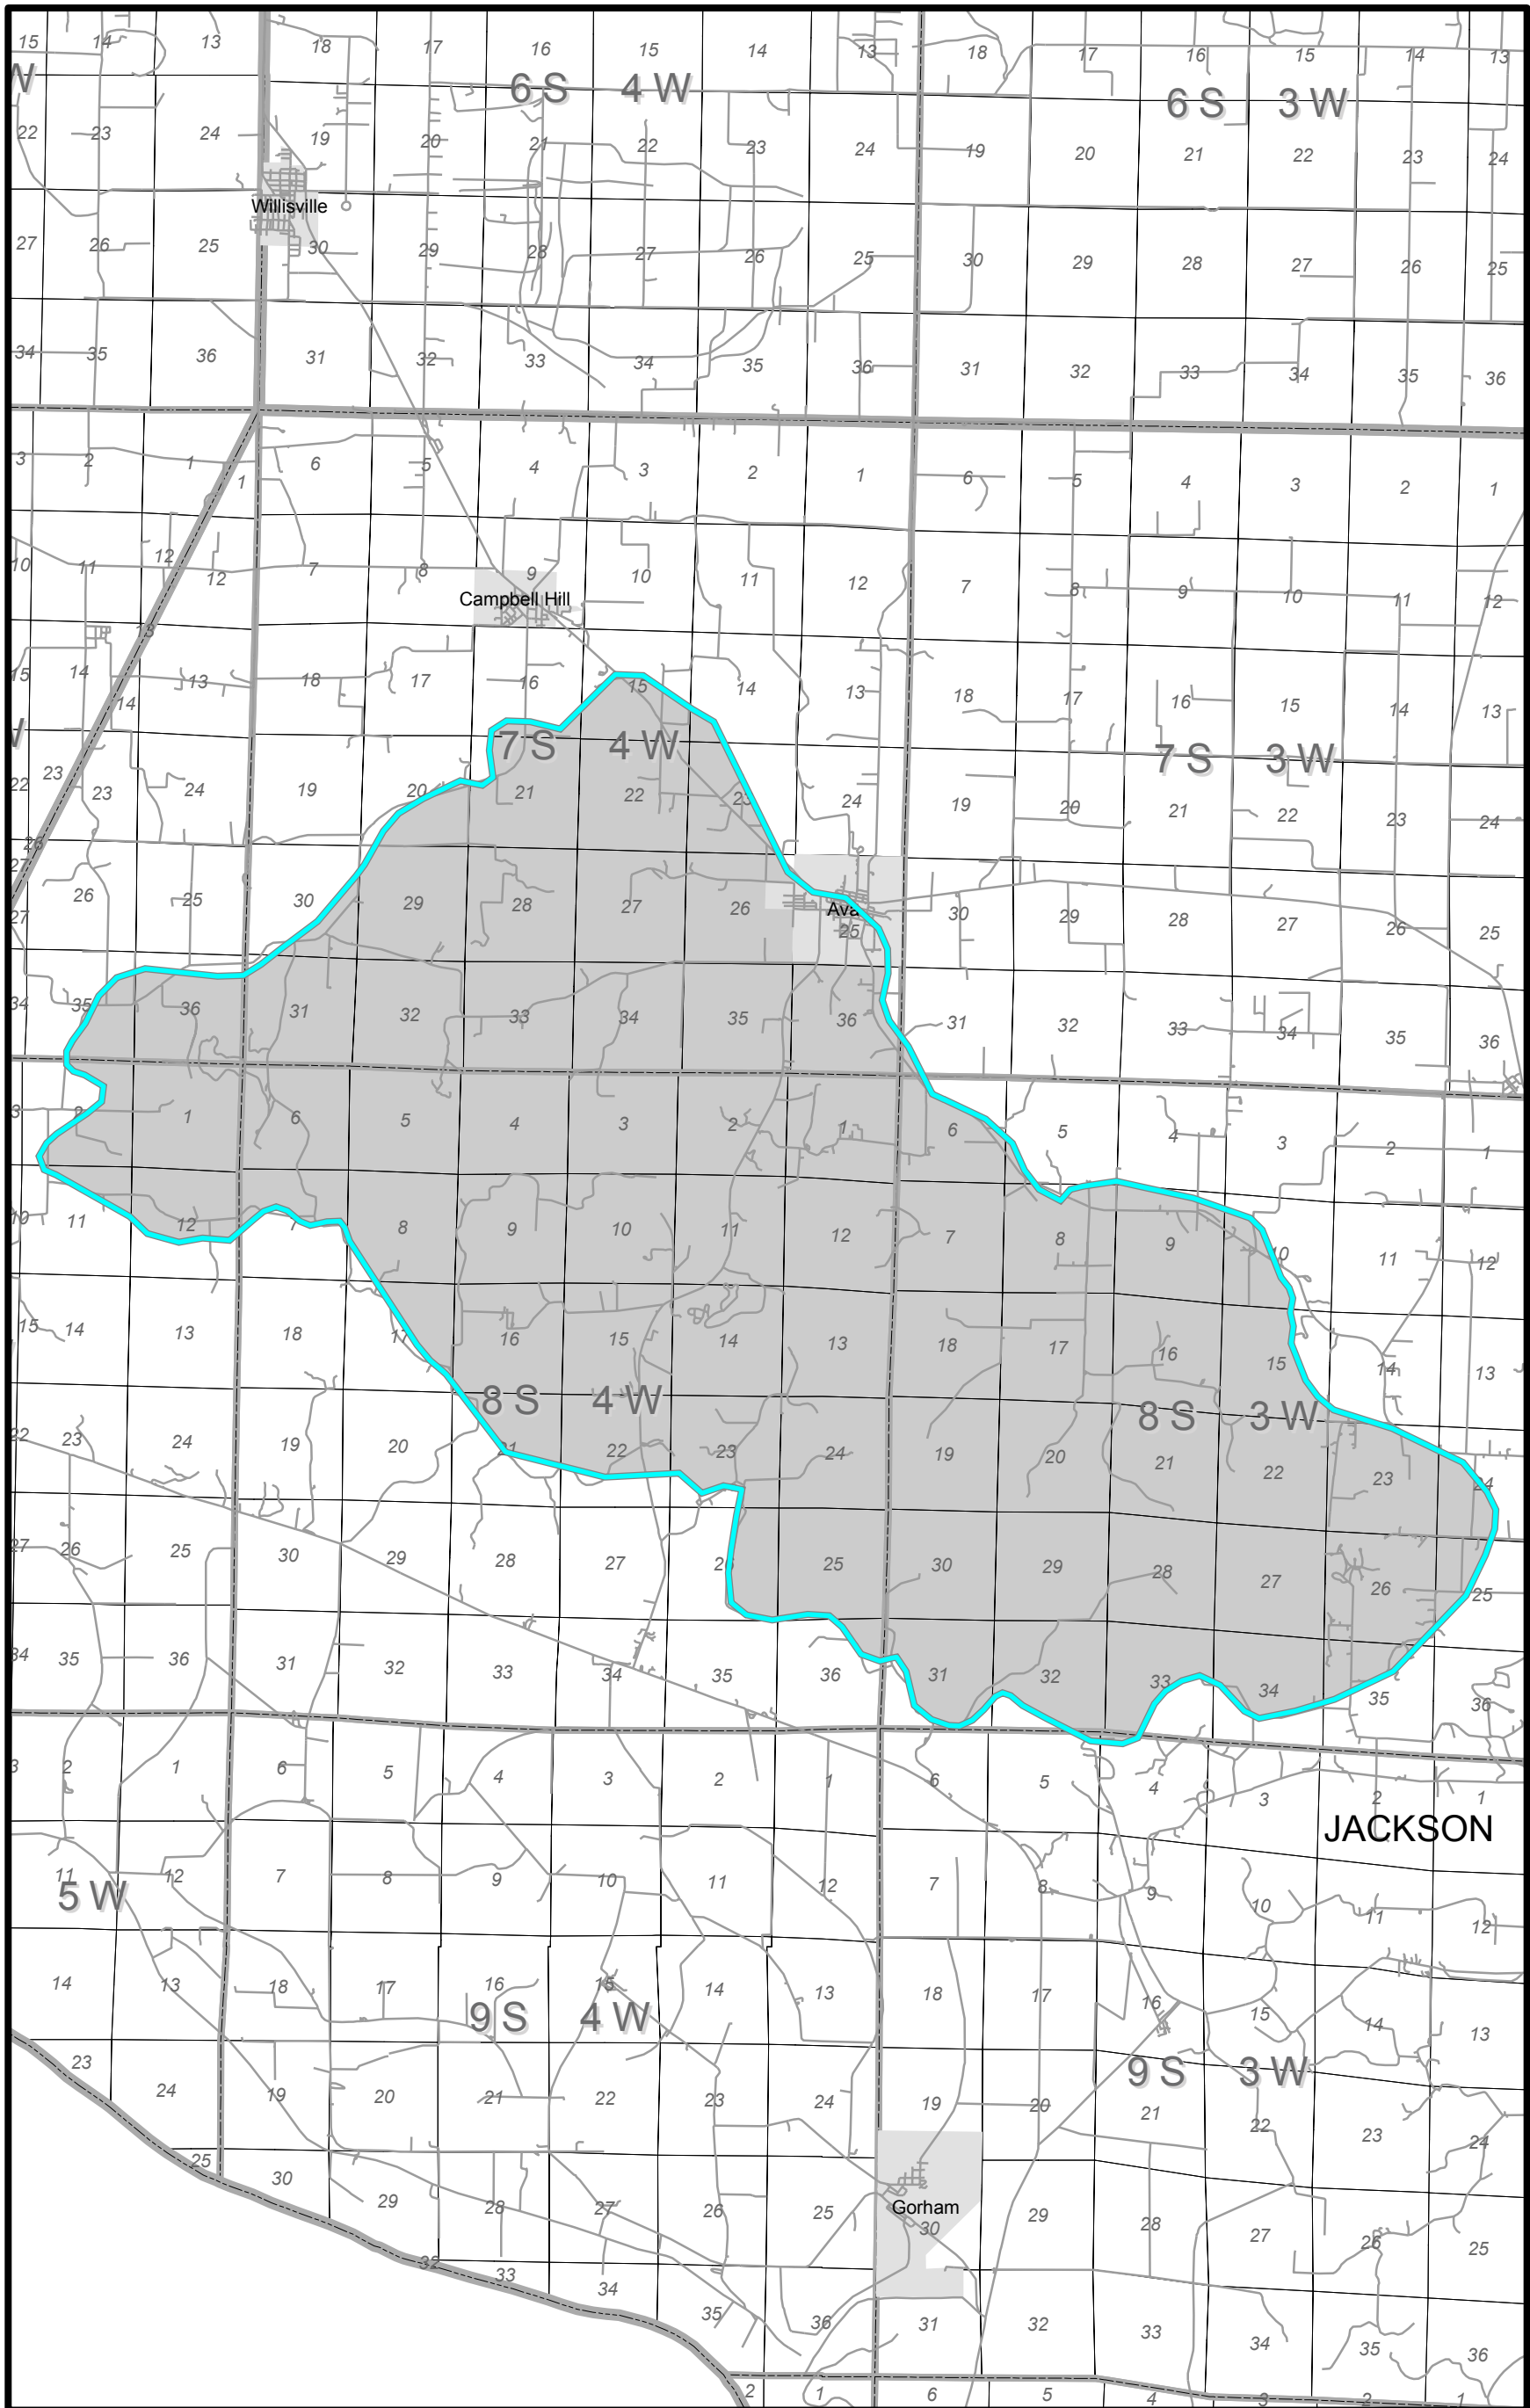 15 14 13 18 17 16 15 14 13 18 17 16 15 14 13
W 6 S 4 W 6 S 3 W
22 23 24 19 20 21 22 23 24 19 20 21 22 23 24
Willisville
27 26 25 30 29 28 27 26 25 30 29 28 27 26 25
34 35 36 31 32 33 34 35 36 31 32 33 34 35 36
3 2 1 1 6 5 4 3 2 1 6 5 4 3 2 1
10 11 12 12 7 8 9 10 11 12 7 8 9 10 11 12
Campbell Hill
13
15 14 14 13 18 17 16 15 14 13 18 17 16 15 14 13
W 7 S 4 W 7 S 3 W
22 23 23 24 19 20 21 22 23 24 19 20 21 22 23 24
26
27 27 26 25 30 29 28 27 26 25 30 29 28 27 26 25
Ava
34 35 36 31 32 33 34 35 36 31 32 33 34 35 36
3 2 1 6 5 4 3 2 1 6 5 4 3 2 1
10 11 12 7 8 9 10 11 12 7 8 9 10 11 12
15 14 13 18 17 16 15 14 13 18 17 16 15 14 13
8 S 4 W 8 S 3 W
22 23 24 19 20 21 22 23 24 19 20 21 22 23 24
27 26 25 30 29 28 27 26 25 30 29 28 27 26 25
34 35 36 31 32 33 34 35 36 31 32 33 34 35 36
3 2 1 6 5 4 3 2 1 6 5 4 3 2 1
JACKSON
11 12 7 8 9 10 11 12 7 8 9 10 11 12
5 W
14 13 18 17 16 15 14 13 18 17 16 15 14 13
9 S 4 W 9 S 3 W
23 24 19 20 21 22 23 24 19 20 21 22 23 24
25 30 29 28 27 26 25 30 29 28 27 26 25
Gorham
32 33 34 35 36 31 32 33 34 35 36
2 1 6 5 4 3 2 1